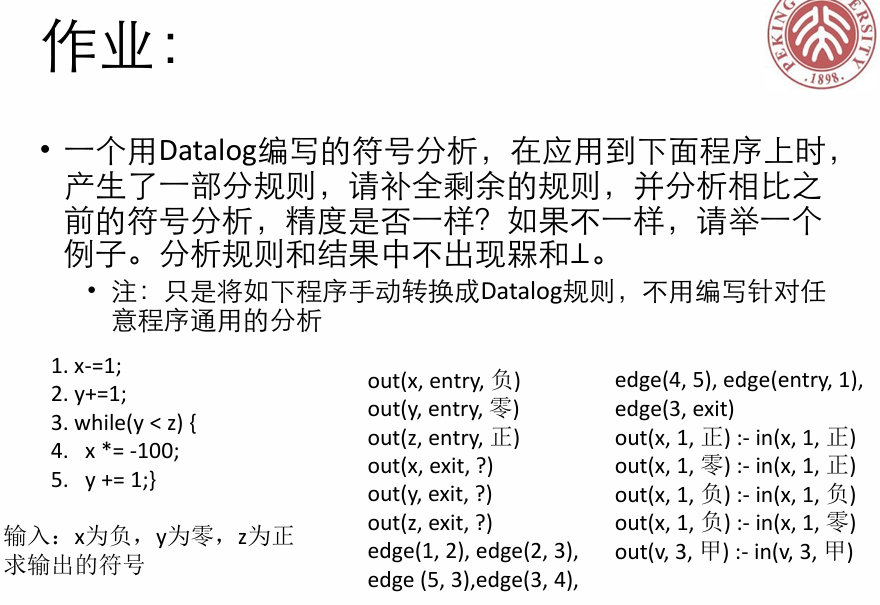 作业：
PEKING UNIVERSITY
.1898.
• 一个用Datalog编写的符号分析，在应用到下面程序上时，
产生了一部分规则，请补全剩余的规则，并分析相比之
前的符号分析，精度是否一样？如果不一样，请举一个
例子。分析规则和结果中不出现槑和⊥。
• 注：只是将如下程序手动转换成Datalog规则，不用编写针对任
意程序通用的分析
1. x-=1;
2. y+=1;
3. while(y < z) {
4. x *= -100;
5. y += 1;}
输入：x为负，y为零，z为正
求输出的符号
out(x, entry, 负)
out(y, entry, 零)
out(z, entry, 正)
out(x, exit, ?)
out(y, exit, ?)
out(z, exit, ?)
edge(1, 2), edge(2, 3),
edge (5, 3),edge(3, 4),
edge(4, 5), edge(entry, 1),
edge(3, exit)
out(x, 1, 正) :- in(x, 1, 正)
out(x, 1, 零) :- in(x, 1, 正)
out(x, 1, 负) :- in(x, 1, 负)
out(x, 1, 负) :- in(x, 1, 零)
out(v, 3, 甲) :- in(v, 3, 甲)